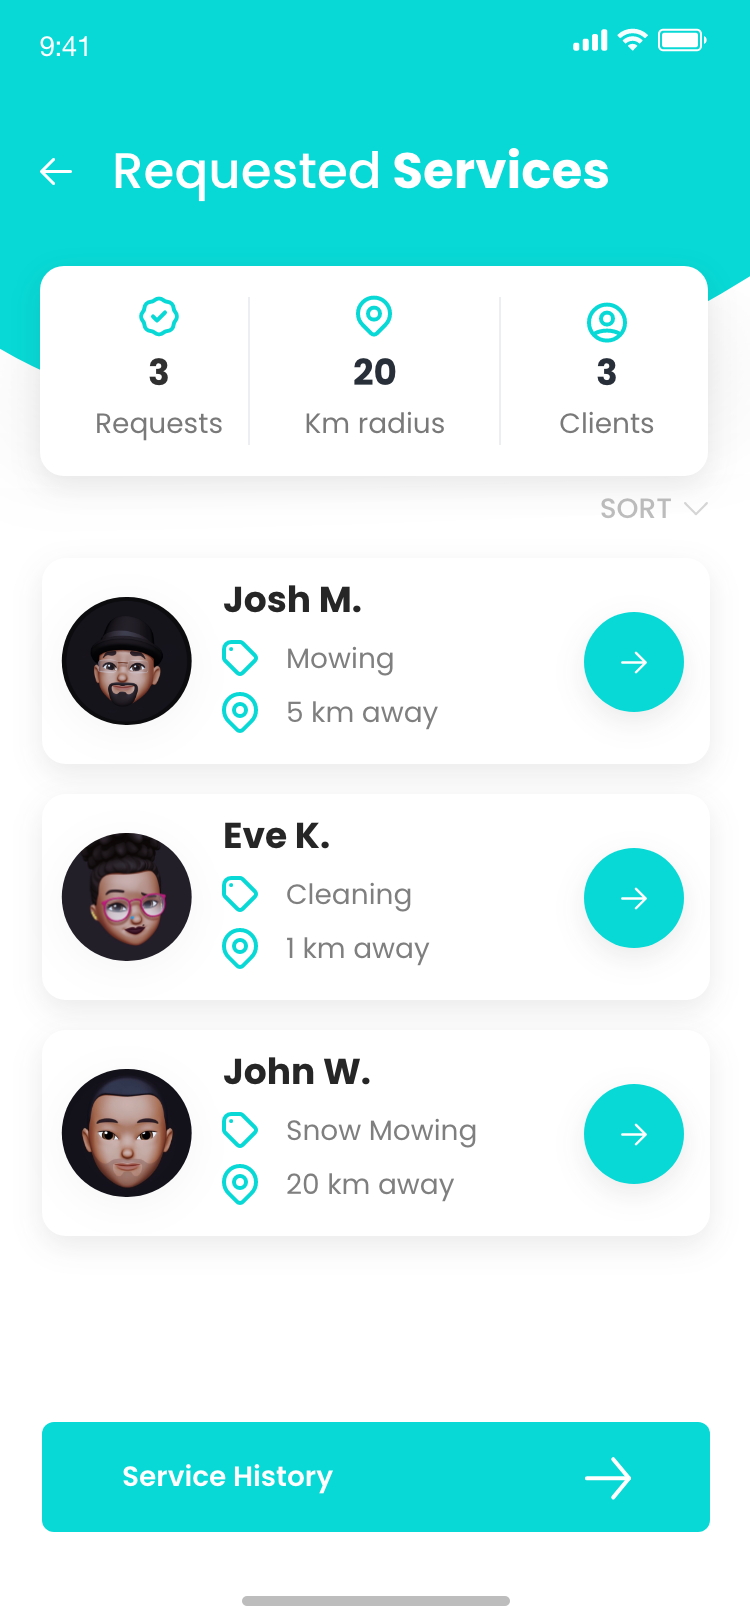 9:41
Requested Services
3
Requests
20
Km radius
3
Clients
SORT
Josh M.
Mowing
5 km away
Eve K.
Cleaning
1 km away
John W.
Snow Mowing
20 km away
Service History